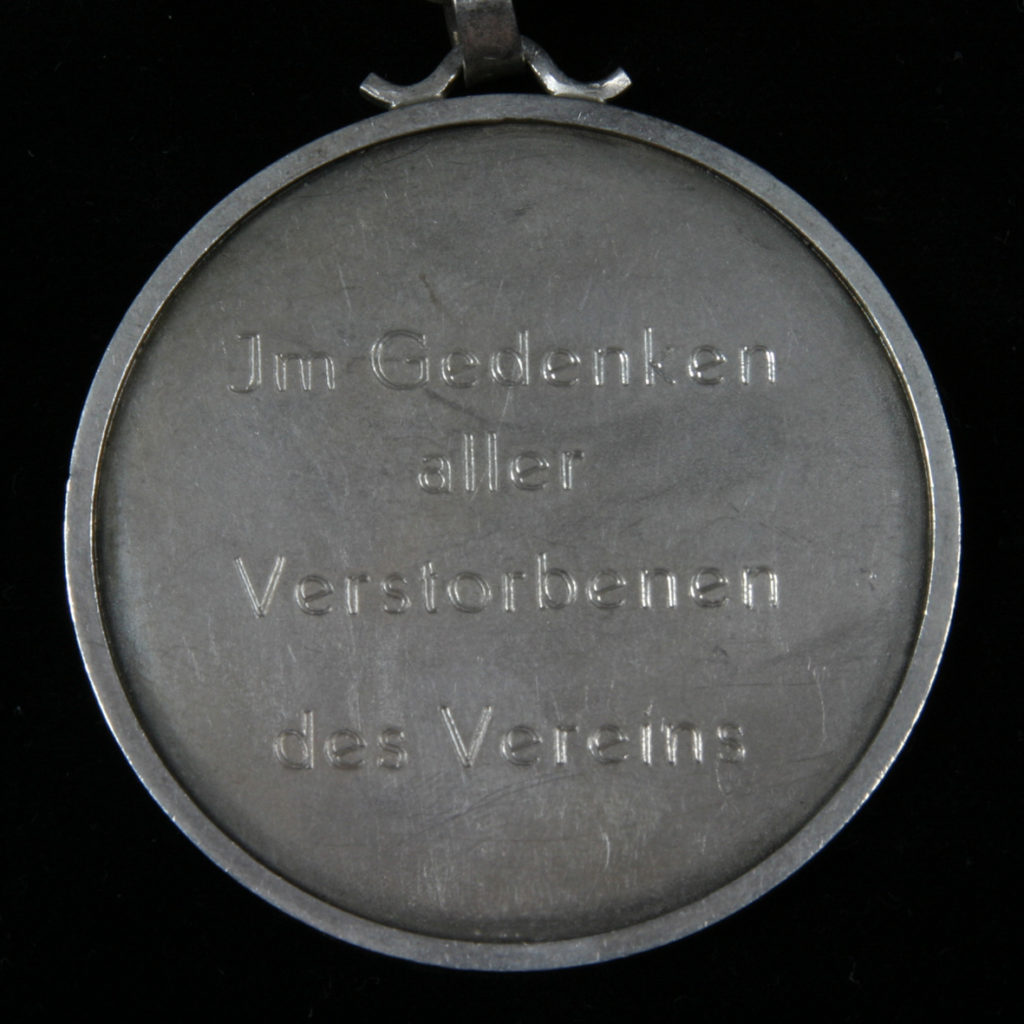 Jm Gedenken
aller
Verstorbenen
des Vereins